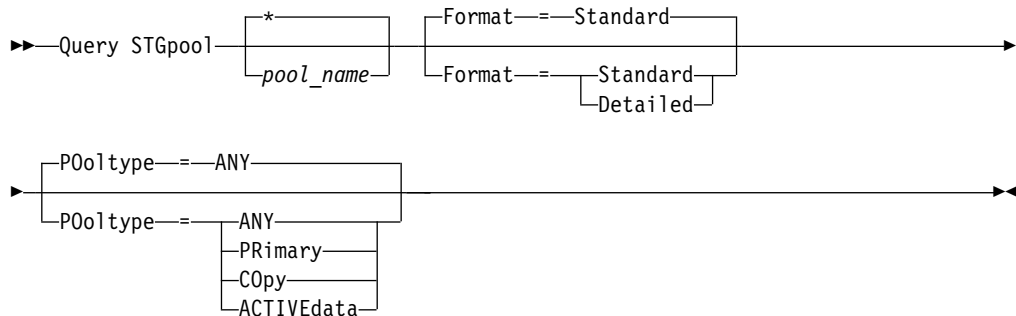 * Format = Standard
Query STGpool
pool_name Format = Standard
Detailed
POoltype = ANY
POoltype = ANY
PRimary
COpy
ACTIVEdata